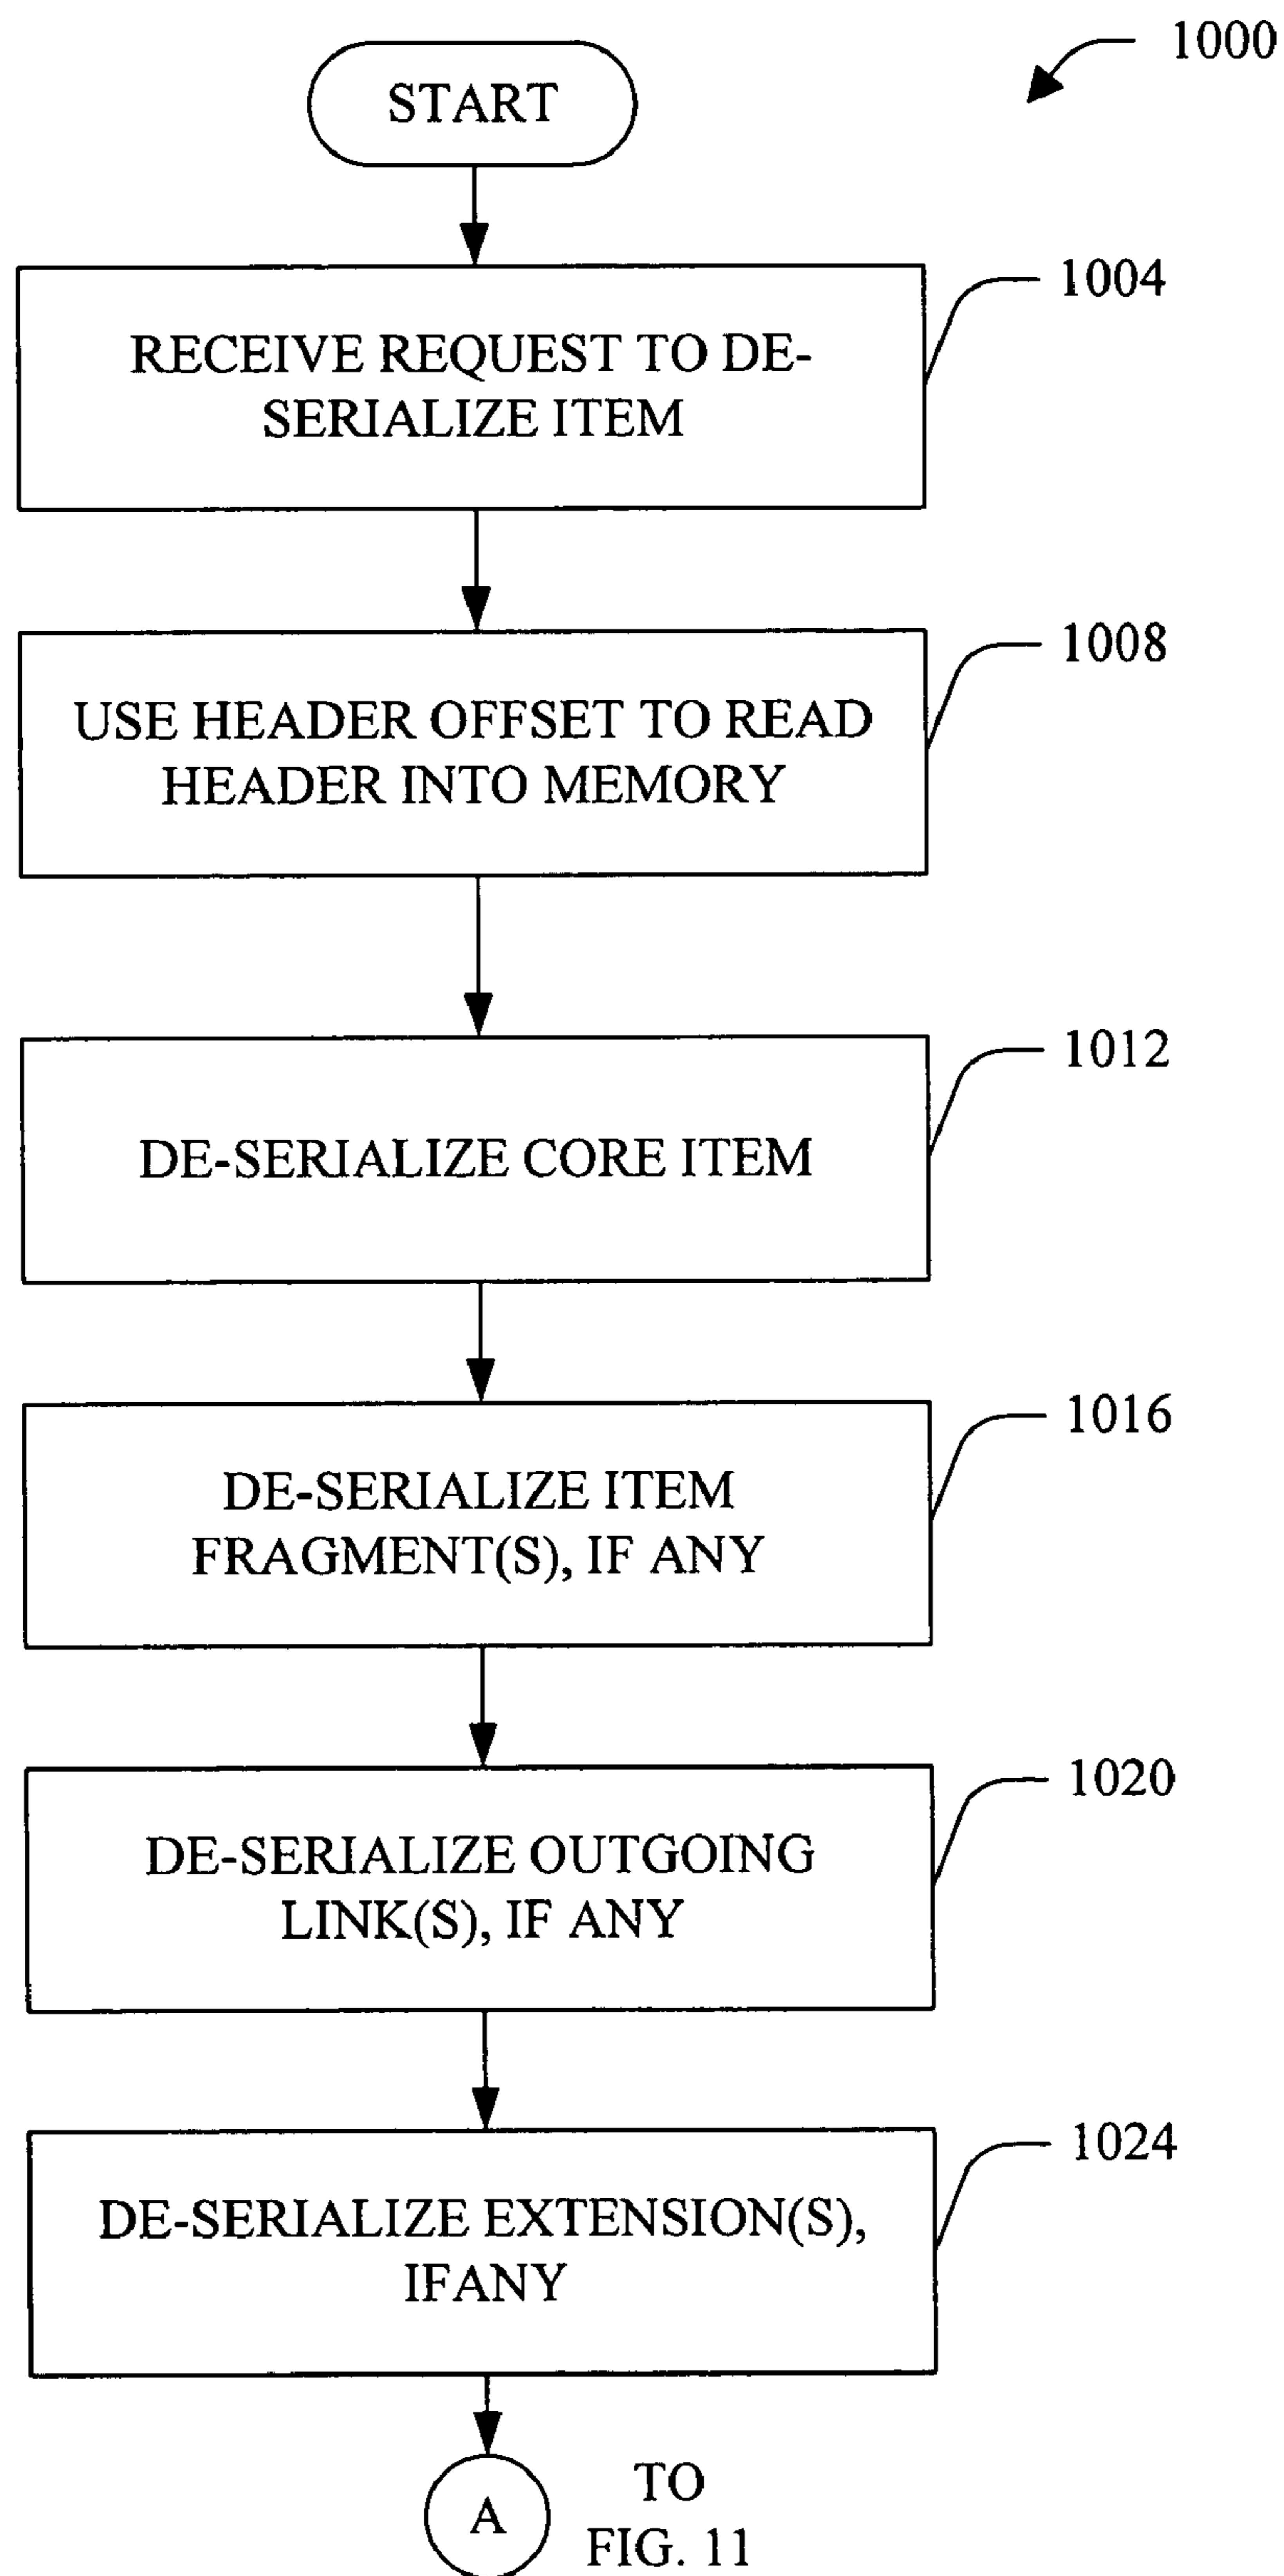 1000
START
1004
RECEIVE REQUEST TO DE-
SERIALIZE ITEM
1008
USE HEADER OFFSET TO READ
HEADER INTO MEMORY
1012
DE-SERIALIZE CORE ITEM
1016
DE-SERIALIZE ITEM
FRAGMENT(S), IF ANY
1020
DE-SERIALIZE OUTGOING
LINK(S), IF ANY
1024
DE-SERIALIZE EXTENSION(S),
IFANY
A
TO
FIG. 11